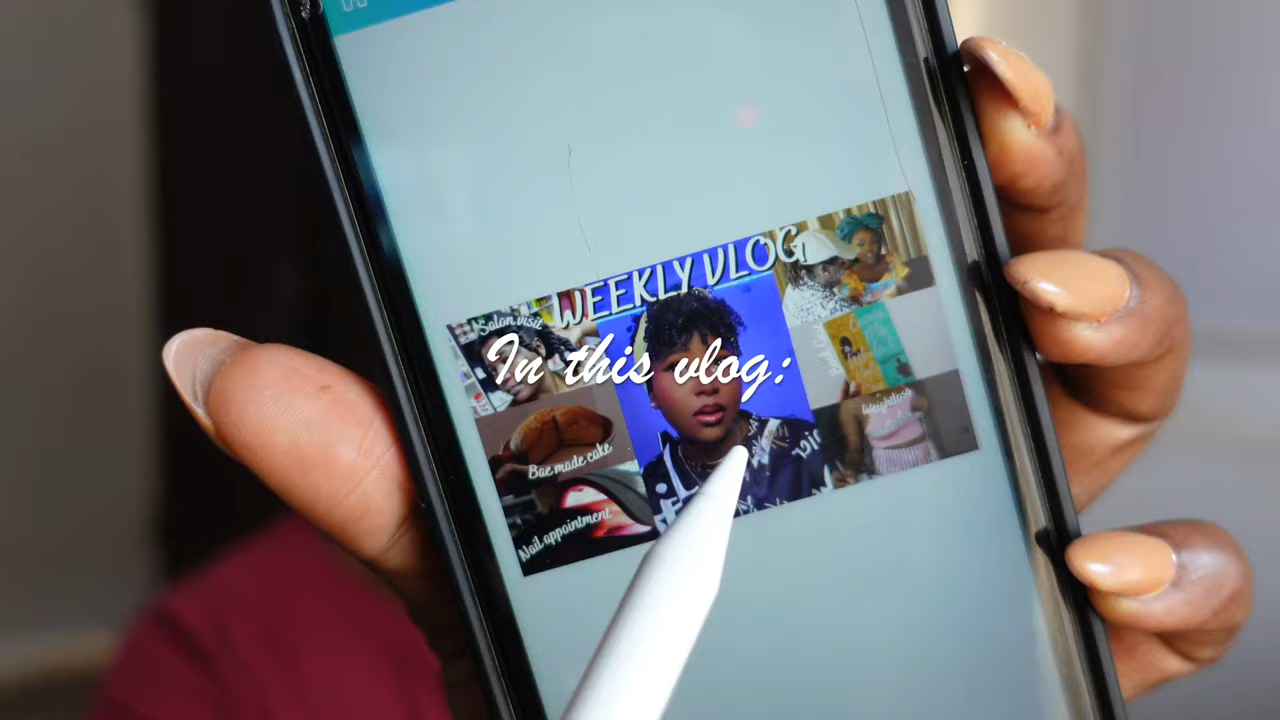 WEEKLY VLOG
Salon visit
In this vlog:
Weightloss
Bae made cake
Nail appointment